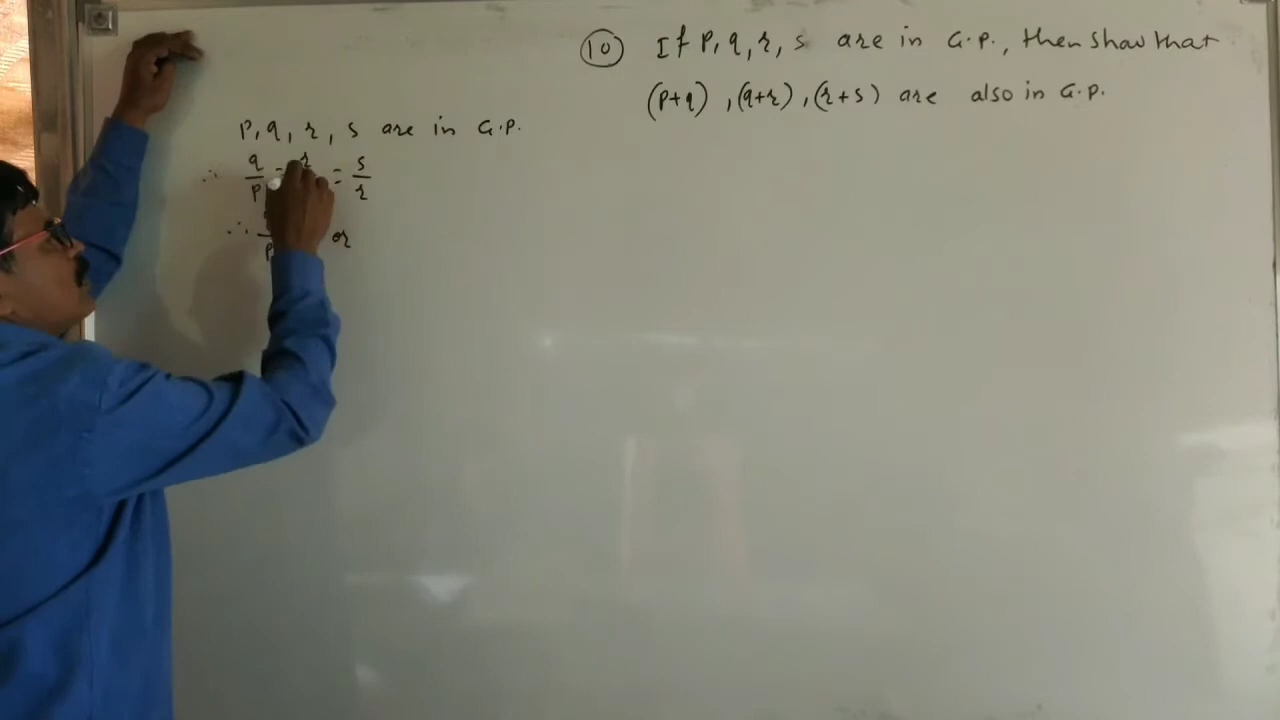 (10) If p, q, r, s are in G.P., then show that
(p+q), (q+r), (r+s) are also in G.P.
p, q, r, s are in G.P.
∴ q/p = r = s/r
∴ p or